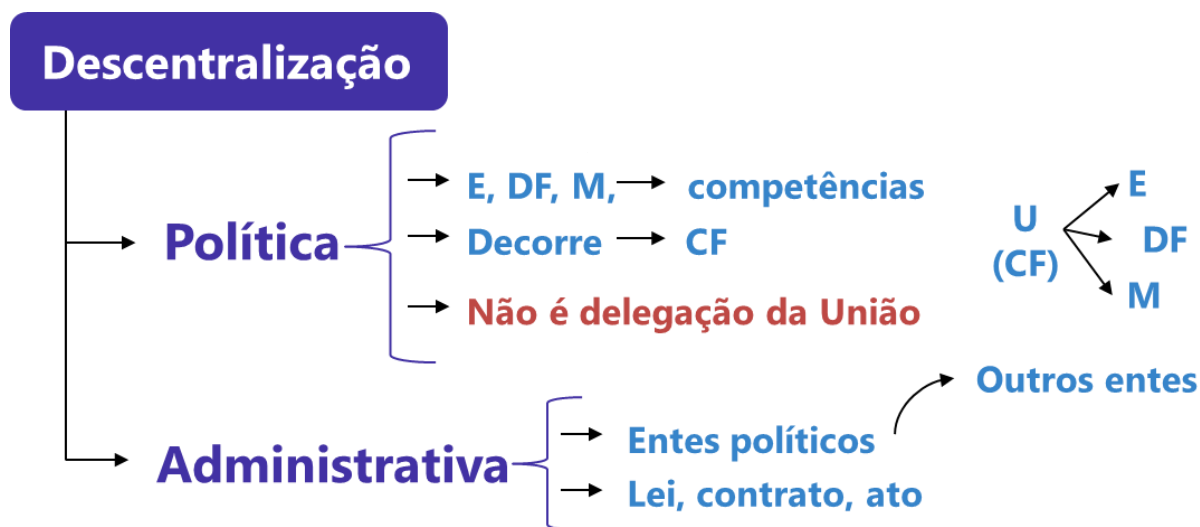 Descentralização
Política
E, DF, M, competências
Decorre CF
Não é delegação da União
U
(CF)
E
DF
M
Administrativa
Entes políticos
Outros entes
Lei, contrato, ato